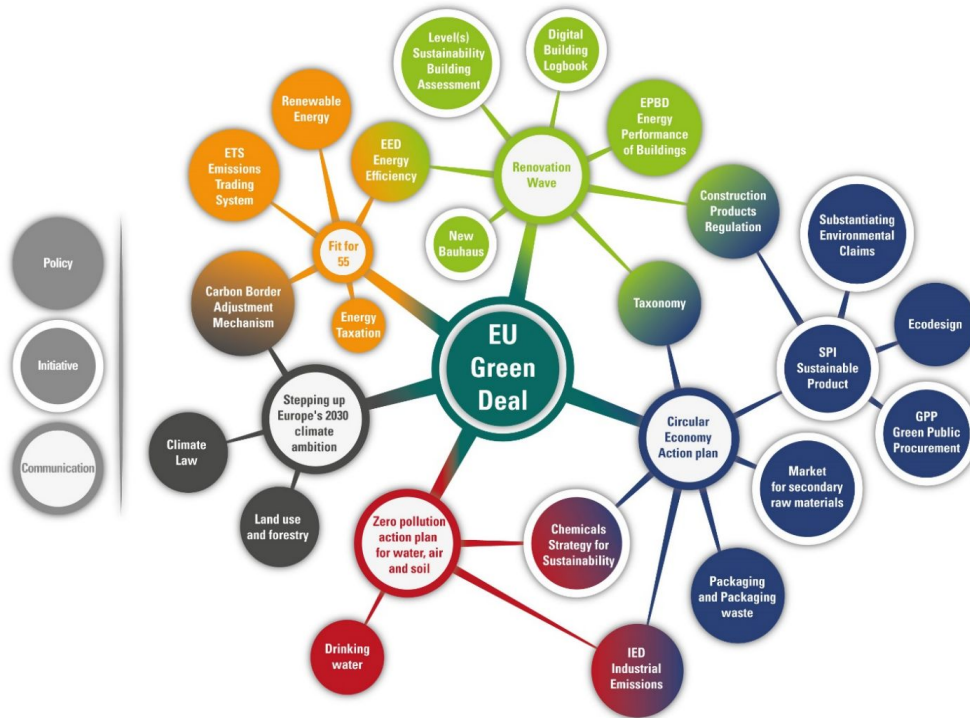 Level(s)
Sustainability
Building
Assessment
Digital
Building
Logbook
Renewable
Energy
EPBD
Energy
Performance
of Buildings
ETS
Emissions
Trading
System
EED
Energy
Efficiency
Renovation
Wave
Construction
Products
Regulation
Substantiating
Environmental
Claims
New
Bauhaus
Fit for
55
Policy
Carbon Border
Adjustment
Mechanism
Energy
Taxation
Taxonomy
Ecodesign
EU
Green
Deal
SPI
Sustainable
Product
Initiative
Stepping up
Europe's 2030
climate
ambition
Circular
Economy
Action plan
GPP
Green Public
Procurement
Climate
Law
Communication
Market
for secondary
raw materials
Land use
and forestry
Zero pollution
action plan
for water, air
and soil
Chemicals
Strategy for
Sustainability
Packaging
and Packaging
waste
Drinking
water
IED
Industrial
Emissions